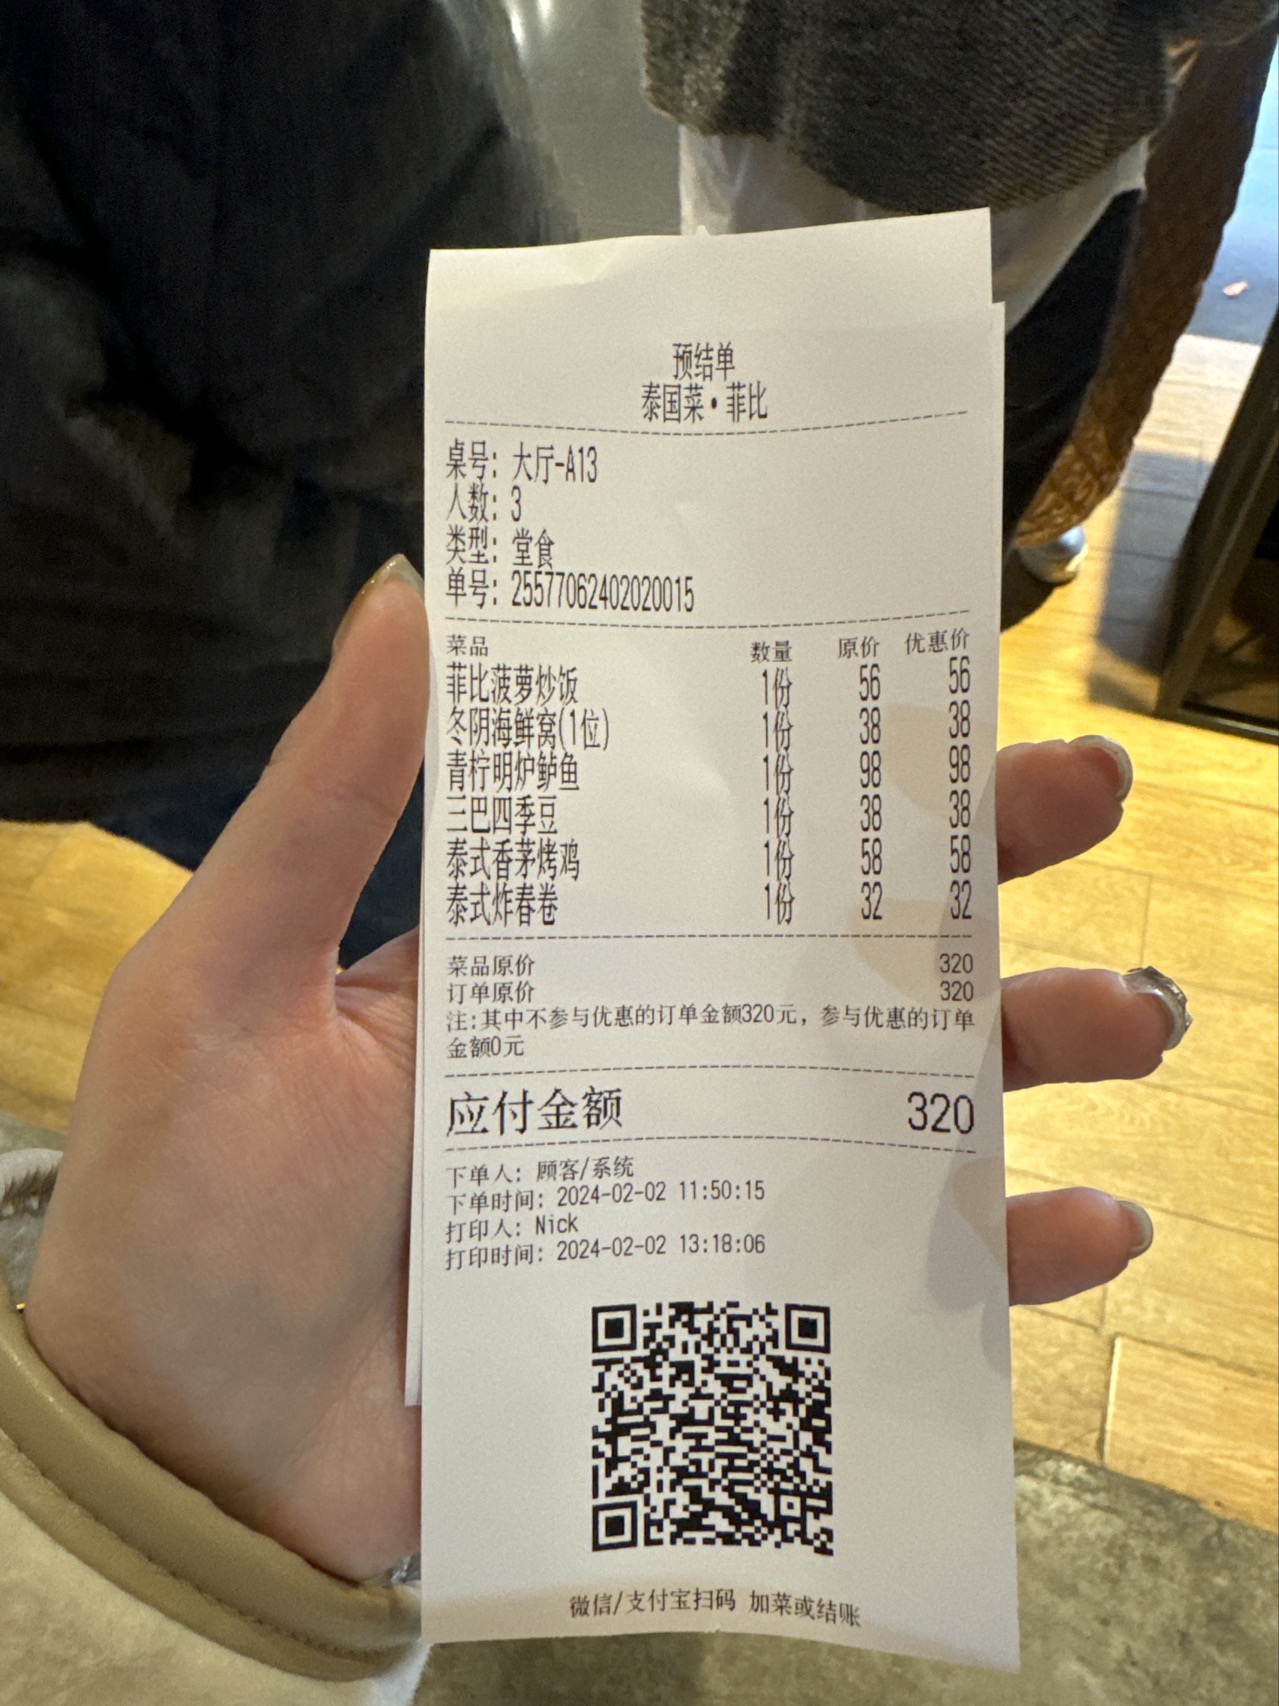 预结单
泰国菜•菲比
桌号: 大厅-A13
人数: 3
类型: 堂食
单号: 25577062402020015
菜品 数量 原价 优惠价
菲比菠萝炒饭 1份 56 56
冬阴海鲜窝(1位) 1份 38 38
青柠明炉鲈鱼 1份 98 98
三巴四季豆 1份 38 38
泰式香茅烤鸡 1份 58 58
泰式炸春卷 1份 32 32
菜品原价 320
订单原价 320
注:其中不参与优惠的订单金额320元，参与优惠的订单
金额0元
应付金额 320
下单人: 顾客/系统
下单时间: 2024-02-02 11:50:15
打印人: Nick
打印时间: 2024-02-02 13:18:06
微信/支付宝扫码 加菜或结账